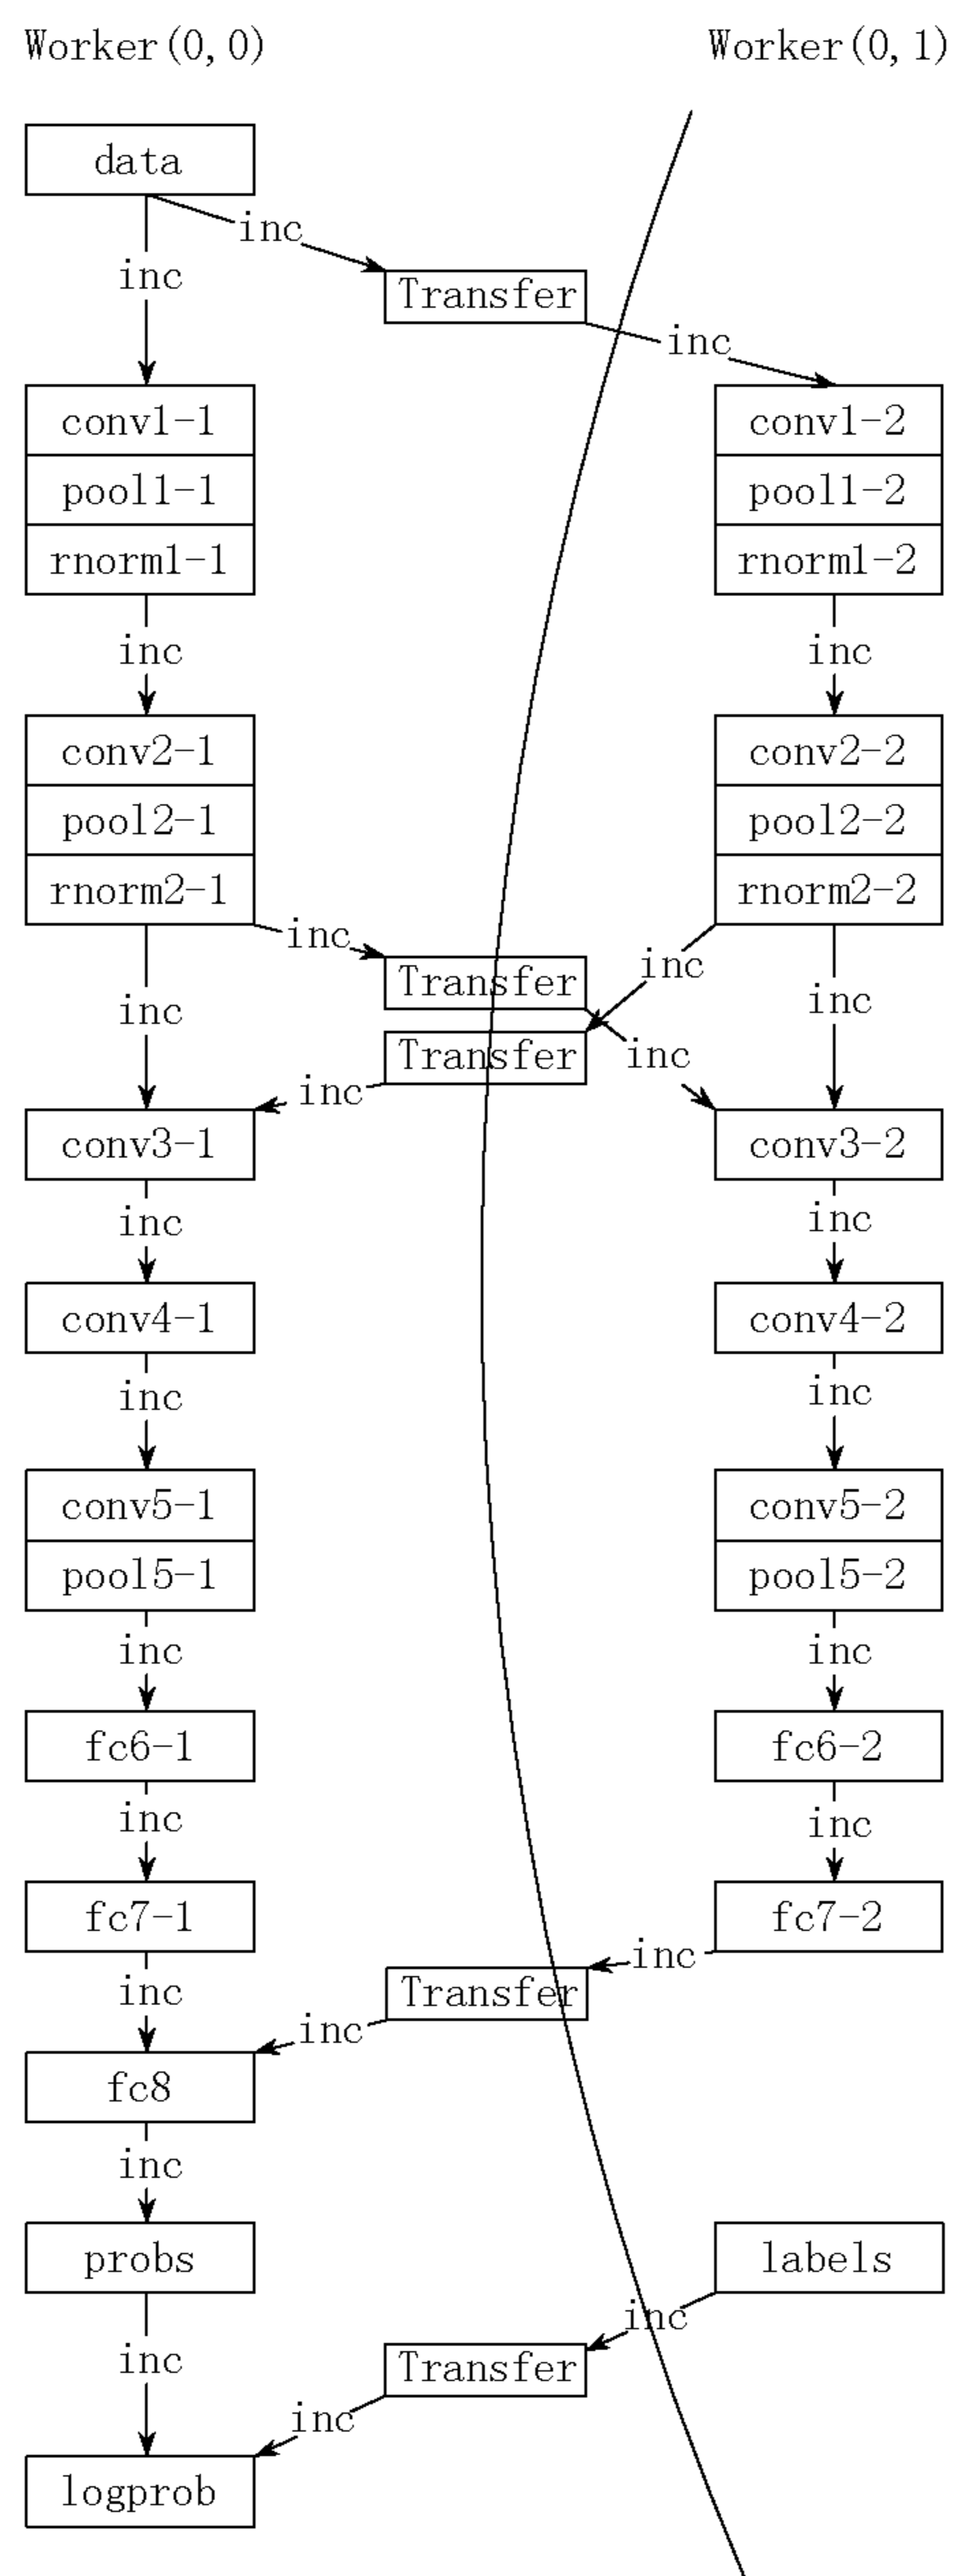 Worker(0,0) Worker(0,1)
data
inc
inc
Transfer
inc
conv1-1 conv1-2
pool1-1 pool1-2
rnorm1-1 rnorm1-2
inc inc
conv2-1 conv2-2
pool2-1 pool2-2
rnorm2-1 rnorm2-2
inc
inc
Transfer
inc inc
Transfer inc
inc
conv3-1 conv3-2
inc inc
conv4-1 conv4-2
inc inc
conv5-1 conv5-2
pool5-1 pool5-2
inc inc
fc6-1 fc6-2
inc inc
fc7-1 fc7-2
inc
inc Transfer
inc
fc8
inc
probs labels
inc
inc Transfer
inc
logprob